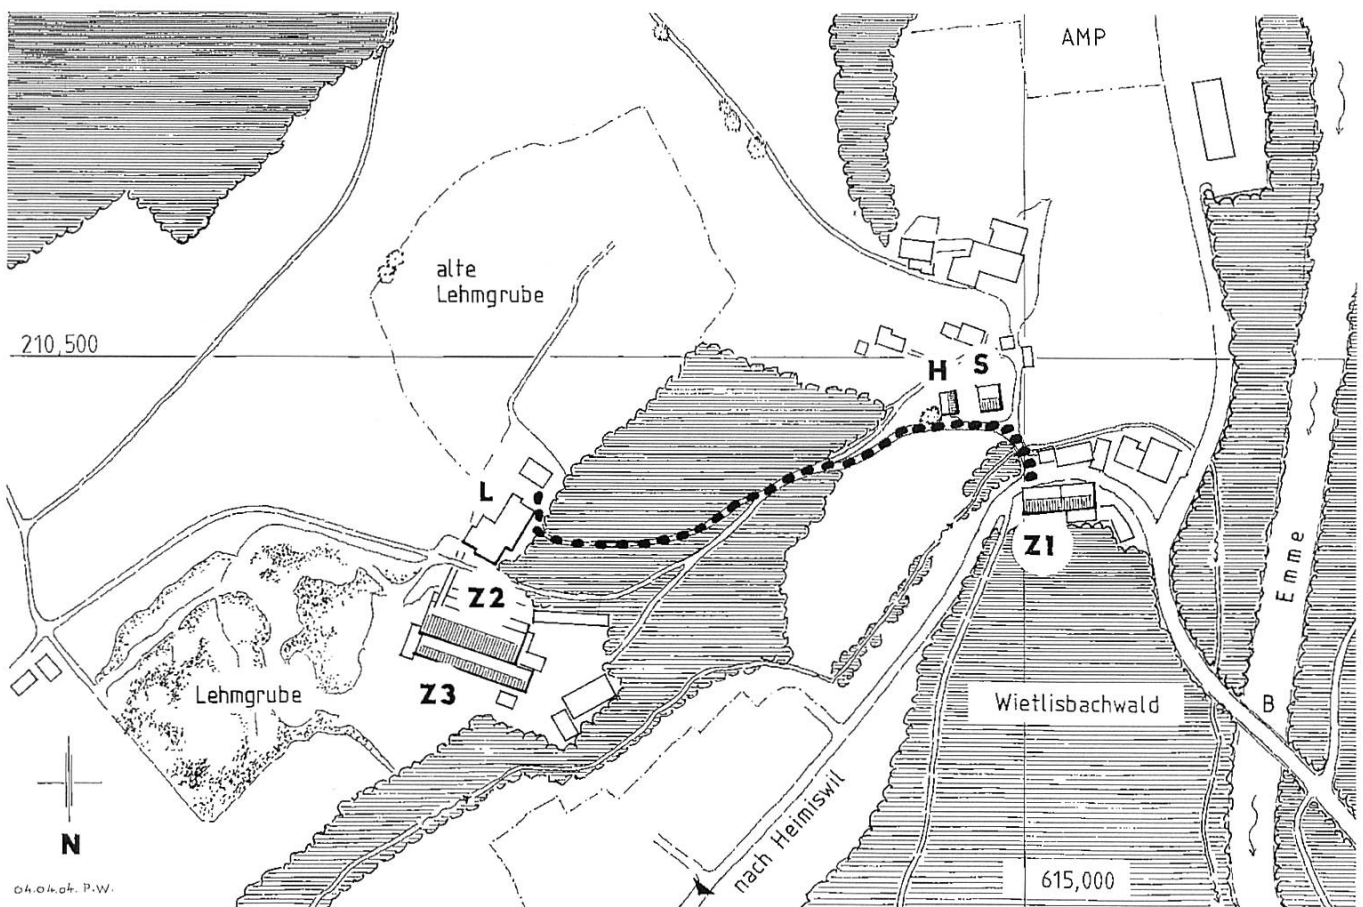 AMP
alte
Lehmgrube
210,500
H S
L
Z1
Z2
Emme
Z3
Lehmgrube
Wietlisbachwald
B
nach Heimiswil
N
615,000
04.04.04. P.W.